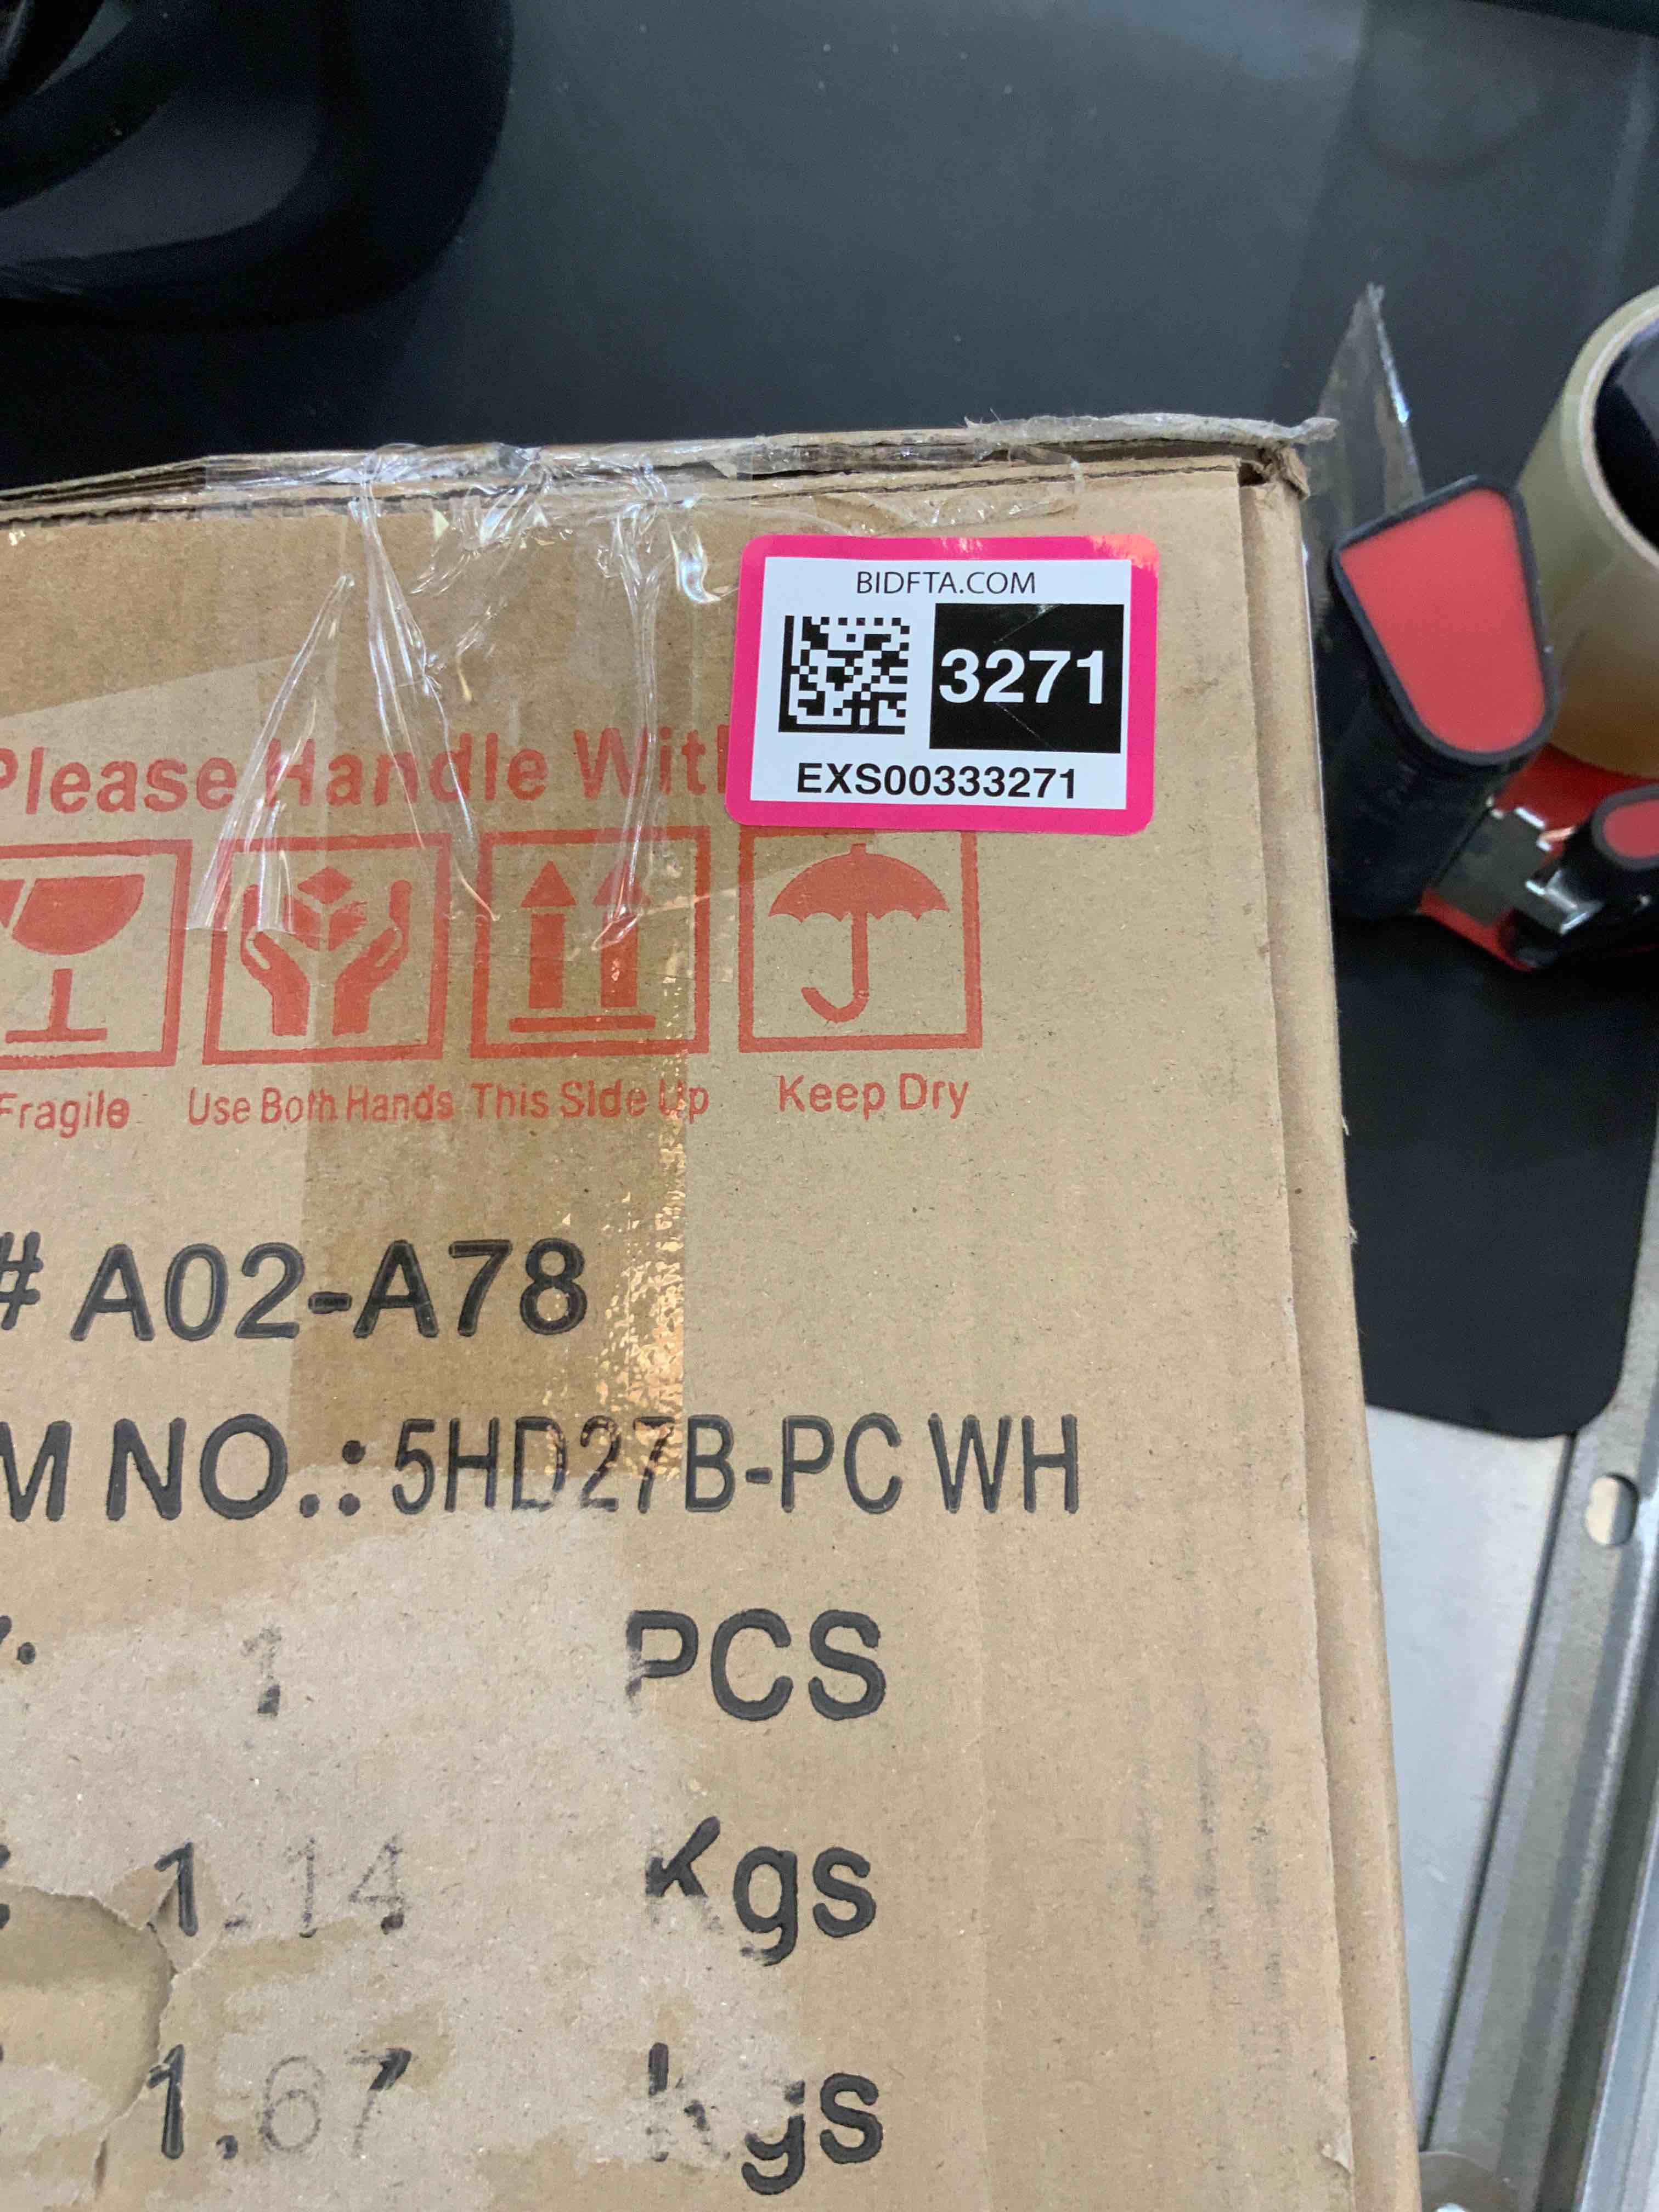 BIDFTA.COM
3271
EXS00333271
Please Handle With
Fragile
Use Both Hands
This Side Up
Keep Dry
# A02-A78
M NO.: 5HD27B-PC WH
1 PCS
1.14 Kgs
1.67 kgs